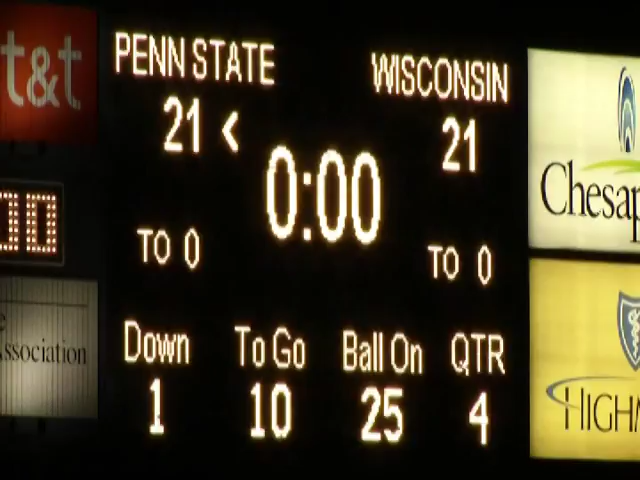 t&t
PENN STATE WISCONSIN
21 < 21
0:00
TO 0 TO 0
Down To Go Ball On QTR
1 10 25 4
Association
Chesap
HIGHM